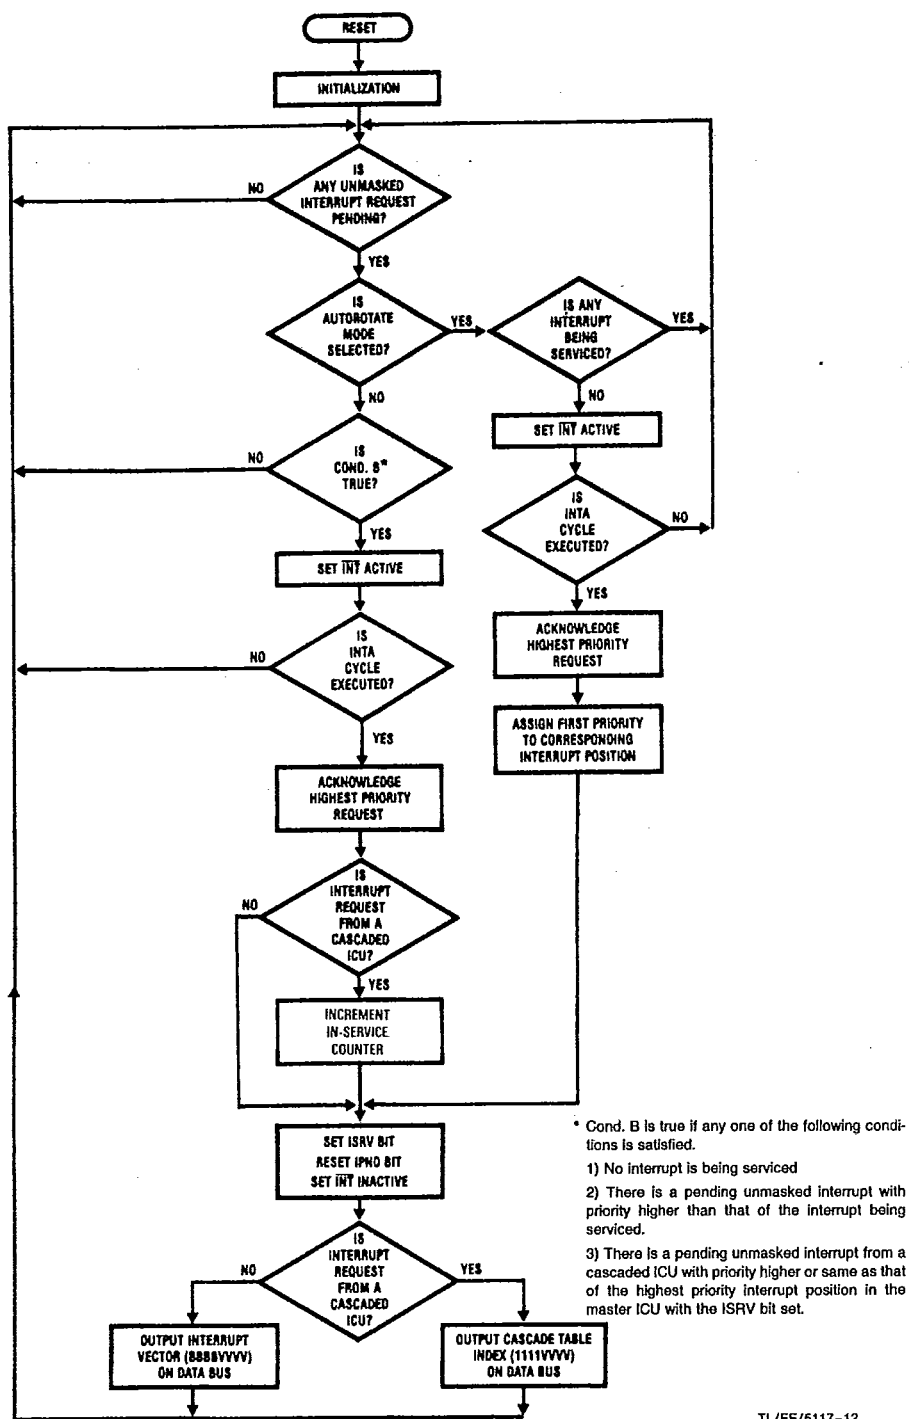 RESET
INITIALIZATION
IS
ANY UNMASKED
INTERRUPT REQUEST
PENDING?
NO
YES
IS
AUTOROTATE
MODE
SELECTED?
YES
NO
IS ANY
INTERRUPT
BEING
SERVICED?
YES
NO
SET INT ACTIVE
IS
INTA
CYCLE
EXECUTED?
NO
YES
ACKNOWLEDGE
HIGHEST PRIORITY
REQUEST
ASSIGN FIRST PRIORITY
TO CORRESPONDING
INTERRUPT POSITION
IS
COND. B*
TRUE?
NO
YES
SET INT ACTIVE
IS
INTA
CYCLE
EXECUTED?
NO
YES
ACKNOWLEDGE
HIGHEST PRIORITY
REQUEST
IS
INTERRUPT
REQUEST
FROM A
CASCADED
ICU?
NO
YES
INCREMENT
IN-SERVICE
COUNTER
SET ISRV BIT
RESET IPND BIT
SET INT INACTIVE
IS
INTERRUPT
REQUEST
FROM A
CASCADED
ICU?
NO
YES
OUTPUT INTERRUPT
VECTOR (BBBBVVVV)
ON DATA BUS
OUTPUT CASCADE TABLE
INDEX (1111VVVV)
ON DATA BUS
* Cond. B is true if any one of the following condi-
tions is satisfied.
1) No interrupt is being serviced
2) There is a pending unmasked interrupt with
priority higher than that of the interrupt being
serviced.
3) There is a pending unmasked interrupt from a
cascaded ICU with priority higher or same as that
of the highest priority interrupt position in the
master ICU with the ISRV bit set.
TL/EE/5117-12